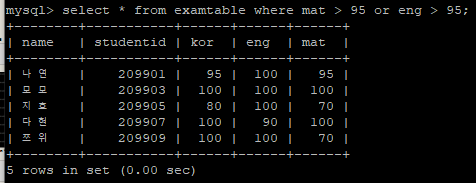 mysql> select * from examtable where mat > 95 or eng > 95;
+--------+-----------+------+------+------+
| name   | studentid | kor  | eng  | mat  |
+--------+-----------+------+------+------+
| 나연   |    209901 |   95 |  100 |   95 |
| 모모   |    209903 |  100 |  100 |  100 |
| 지효   |    209905 |   80 |  100 |   70 |
| 다현   |    209907 |  100 |   90 |  100 |
| 쯔위   |    209909 |  100 |  100 |   70 |
+--------+-----------+------+------+------+
5 rows in set (0.00 sec)